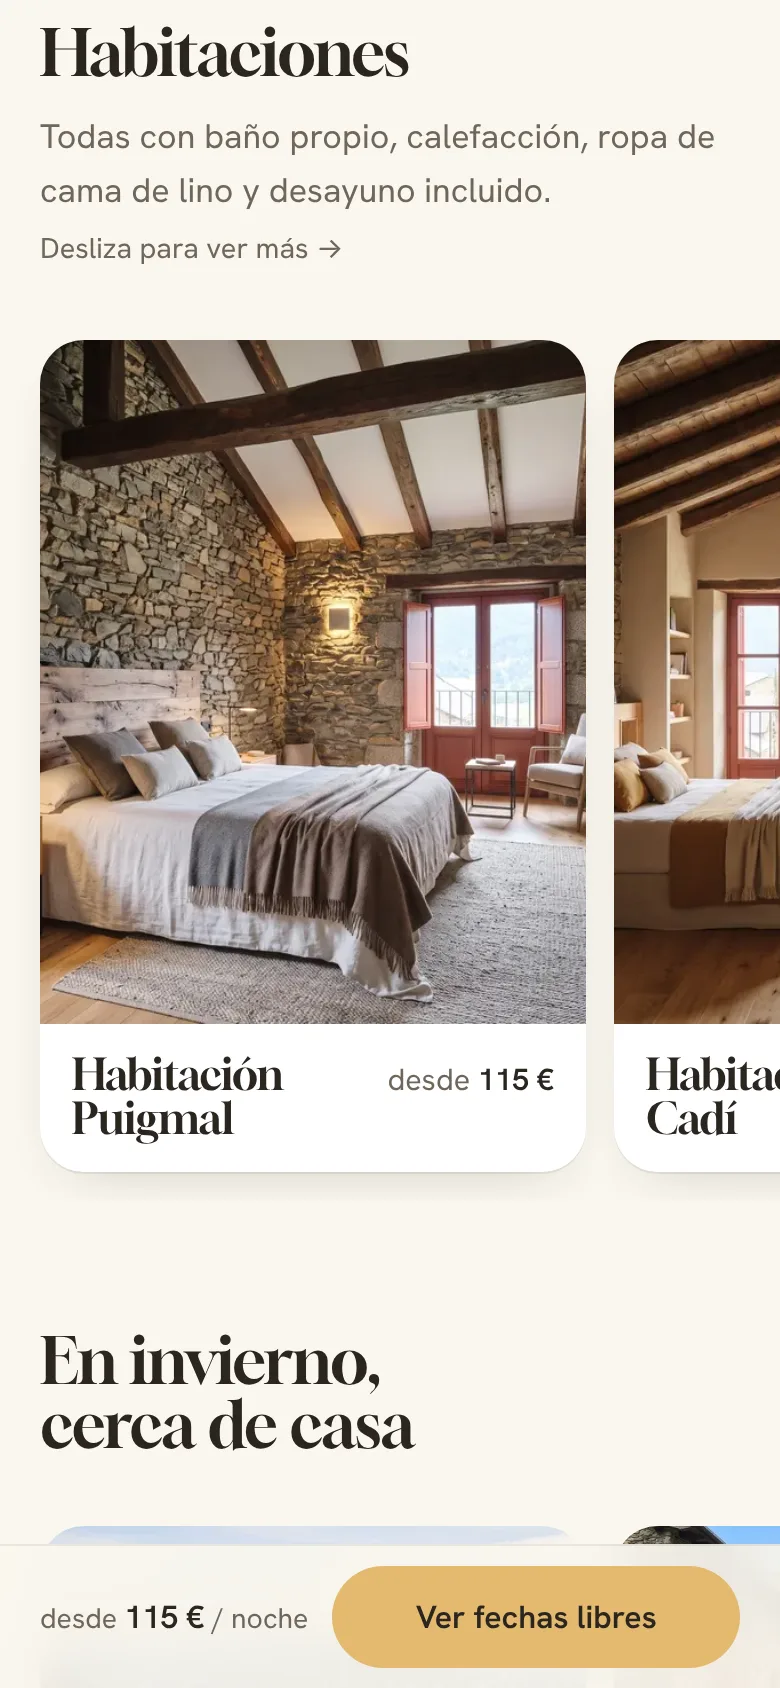 Habitaciones
Todas con baño propio, calefacción, ropa de
cama de lino y desayuno incluido.
Desliza para ver más →
Habitación
Puigmal
desde 115 €
Habitac
Cadí
En invierno,
cerca de casa
desde 115 € / noche
Ver fechas libres